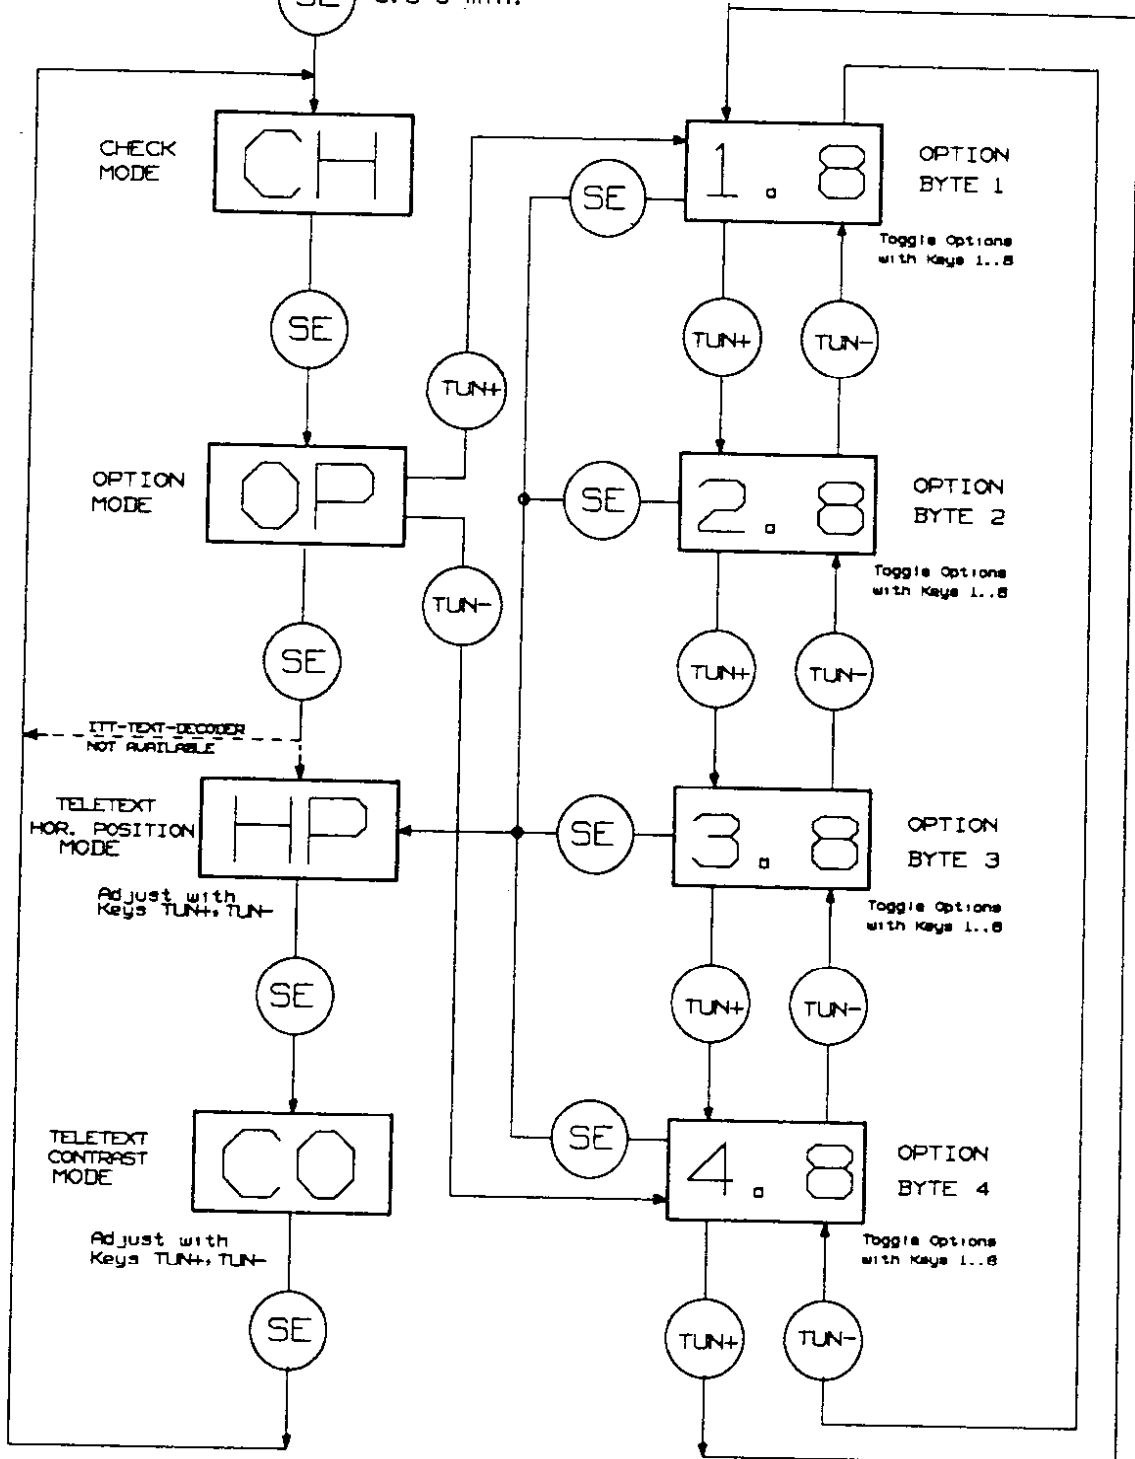 SE
CHECK
MODE
CH
SE
OPTION
MODE
OP
TUN+
TUN-
SE
ITT-TEXT-DECODER
NOT AVAILABLE
TELETEXT
HOR. POSITION
MODE
HP
Adjust with
Keys TUN+, TUN-
SE
TELETEXT
CONTRAST
MODE
CO
Adjust with
Keys TUN+, TUN-
SE
SE
1. 8
OPTION
BYTE 1
Toggle Options
with Keys 1..8
TUN+
TUN-
SE
2. 8
OPTION
BYTE 2
Toggle Options
with Keys 1..8
TUN+
TUN-
SE
3. 8
OPTION
BYTE 3
Toggle Options
with Keys 1..8
TUN+
TUN-
SE
4. 8
OPTION
BYTE 4
Toggle Options
with Keys 1..8
TUN+
TUN-